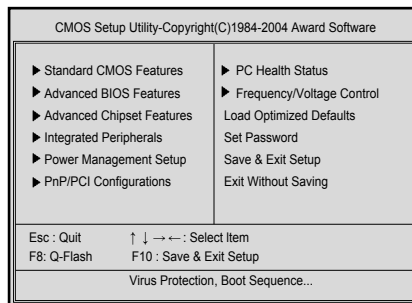 CMOS Setup Utility-Copyright(C)1984-2004 Award Software
▶ Standard CMOS Features
▶ Advanced BIOS Features
▶ Advanced Chipset Features
▶ Integrated Peripherals
▶ Power Management Setup
▶ PnP/PCI Configurations
▶ PC Health Status
▶ Frequency/Voltage Control
Load Optimized Defaults
Set Password
Save & Exit Setup
Exit Without Saving
Esc : Quit ↑ ↓ → ← : Select Item
F8: Q-Flash F10 : Save & Exit Setup
Virus Protection, Boot Sequence...